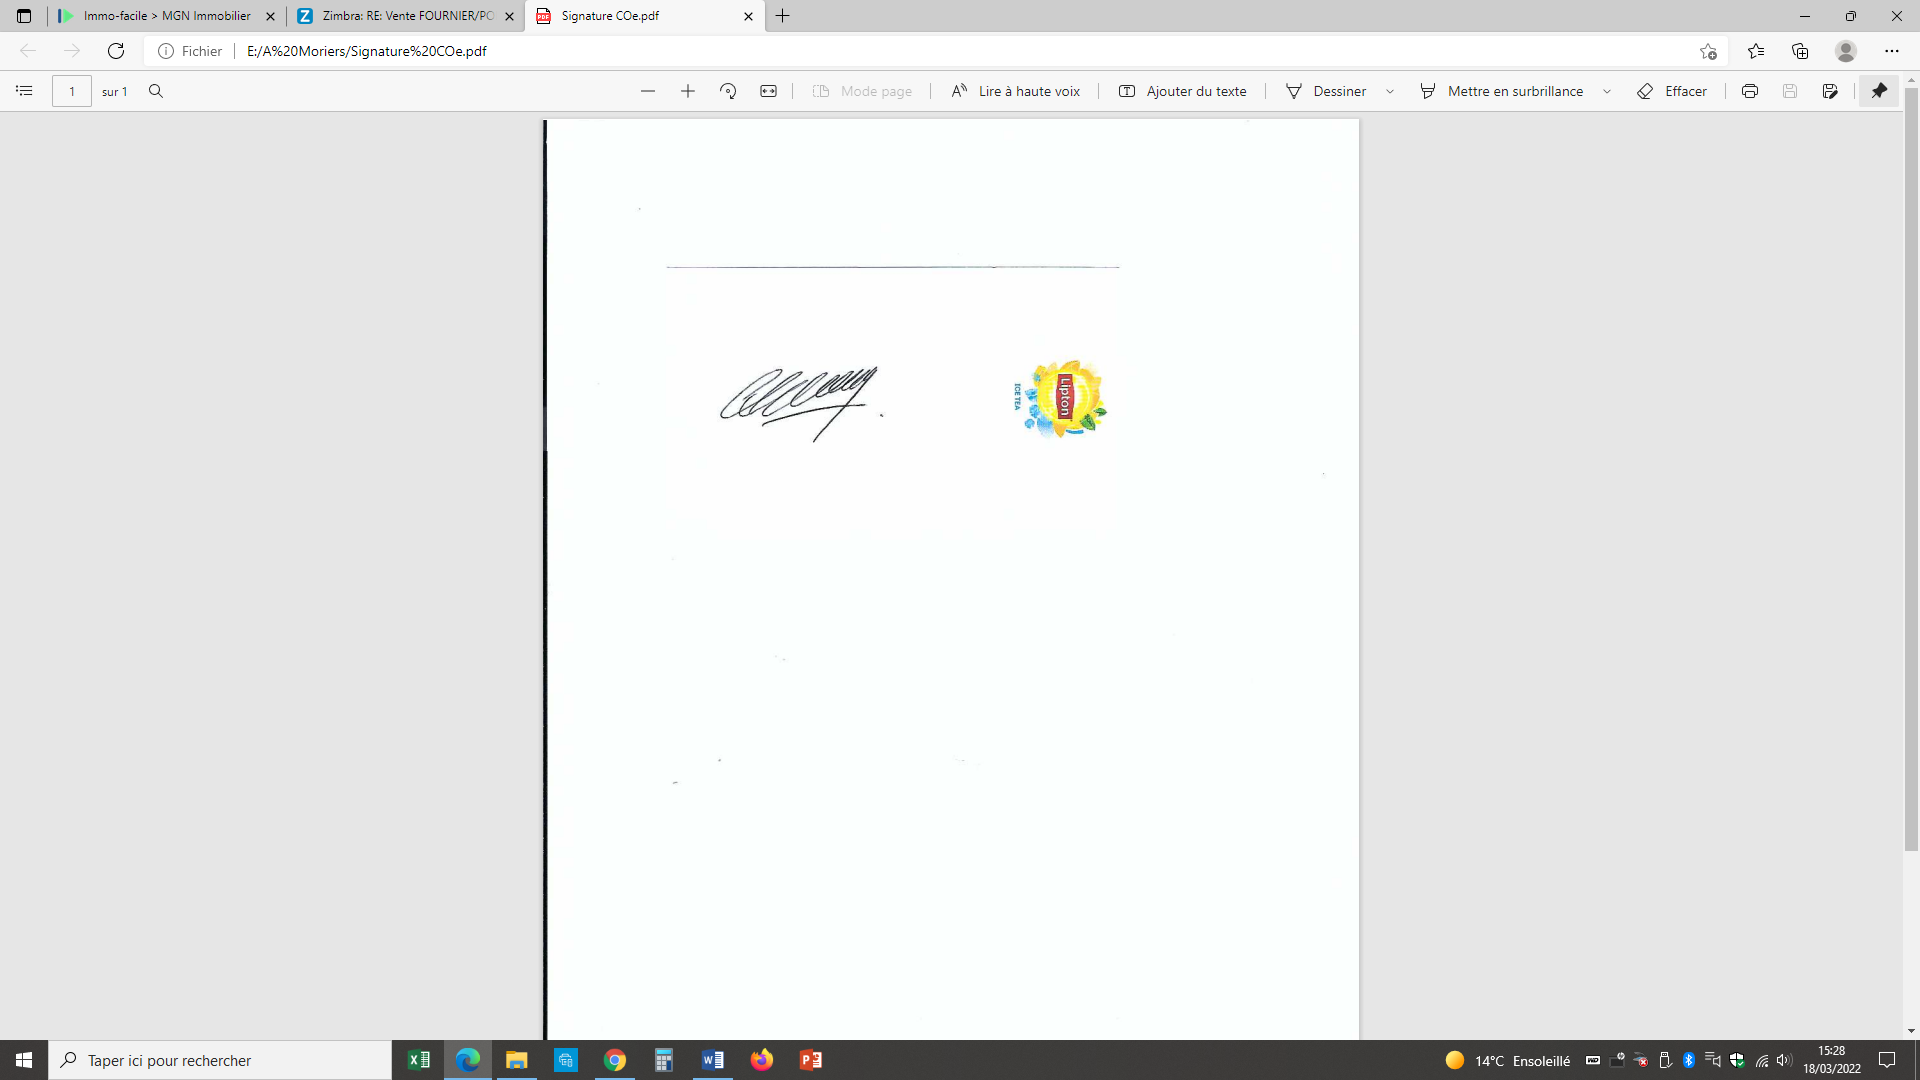 Immo-facile > MGN Immobilier
Zimbra: RE: Vente FOURNIER/PO
Signature COe.pdf
Fichier
E:/A%20Moriers/Signature%20COe.pdf
1
sur 1
Mode page
Lire à haute voix
Ajouter du texte
Dessiner
Mettre en surbrillance
Effacer
Lipton
ICE TEA
Taper ici pour rechercher
14°C Ensoleillé
15:28
18/03/2022